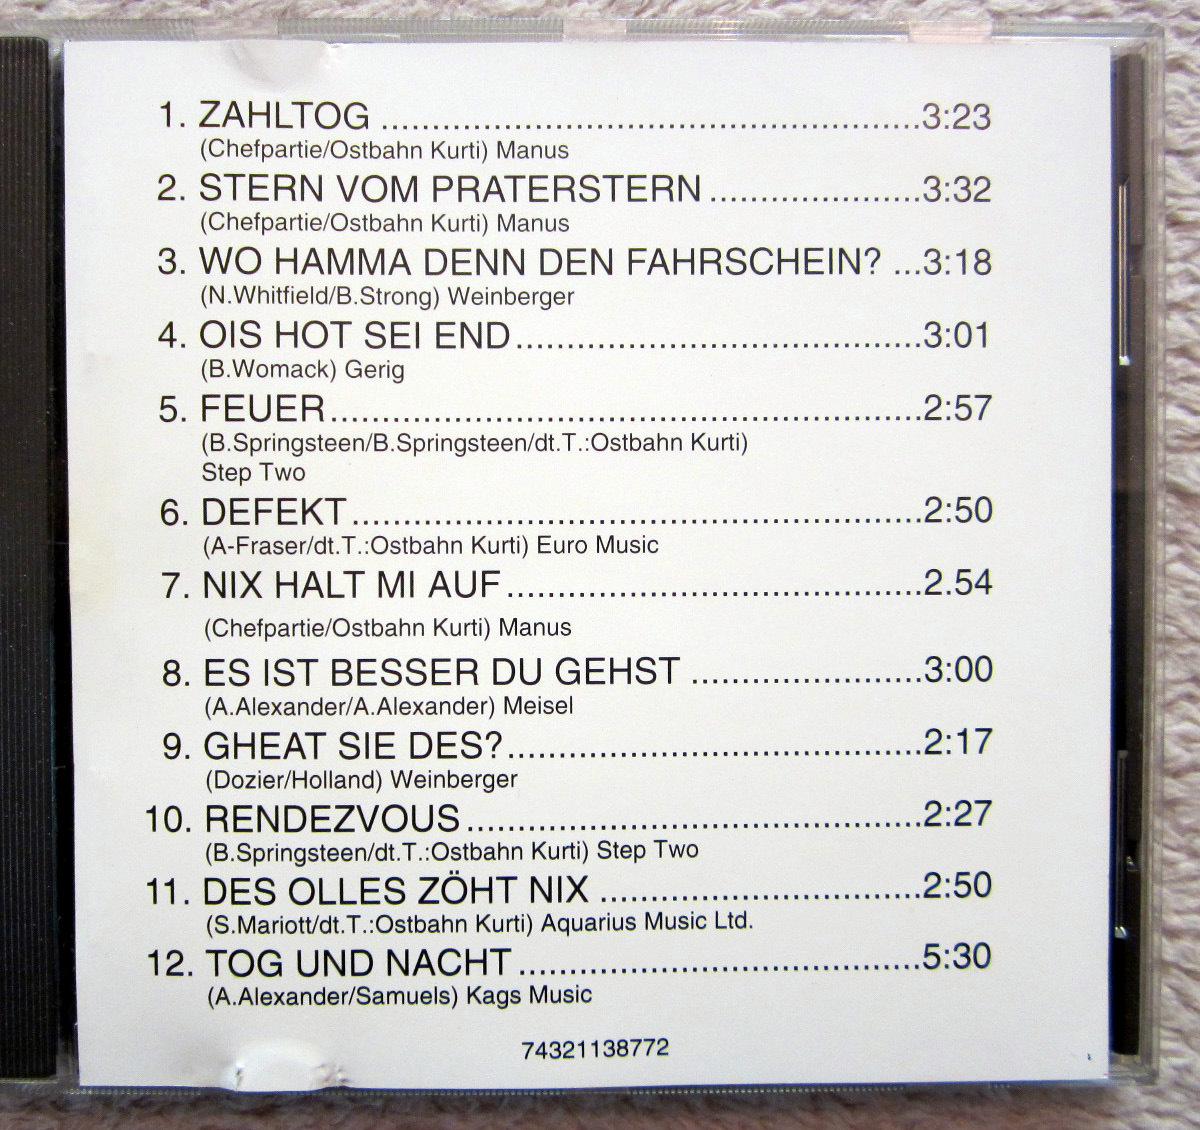 1. ZAHLTOG ........................................................3:23
(Chefpartie/Ostbahn Kurti) Manus
2. STERN VOM PRATERSTERN ......................3:32
(Chefpartie/Ostbahn Kurti) Manus
3. WO HAMMA DENN DEN FAHRSCHEIN? ...3:18
(N.Whitfield/B.Strong) Weinberger
4. OIS HOT SEI END..........................................3:01
(B.Womack) Gerig
5. FEUER.............................................................2:57
(B.Springsteen/B.Springsteen/dt.T.:Ostbahn Kurti)
Step Two
6. DEFEKT...........................................................2:50
(A-Fraser/dt.T.:Ostbahn Kurti) Euro Music
7. NIX HALT MI AUF...........................................2.54
(Chefpartie/Ostbahn Kurti) Manus
8. ES IST BESSER DU GEHST ........................3:00
(A.Alexander/A.Alexander) Meisel
9. GHEAT SIE DES?...........................................2:17
(Dozier/Holland) Weinberger
10. RENDEZVOUS...............................................2:27
(B.Springsteen/dt.T.:Ostbahn Kurti) Step Two
11. DES OLLES ZÖHT NIX .................................2:50
(S.Mariott/dt.T.:Ostbahn Kurti) Aquarius Music Ltd.
12. TOG UND NACHT..........................................5:30
(A.Alexander/Samuels) Kags Music
74321138772